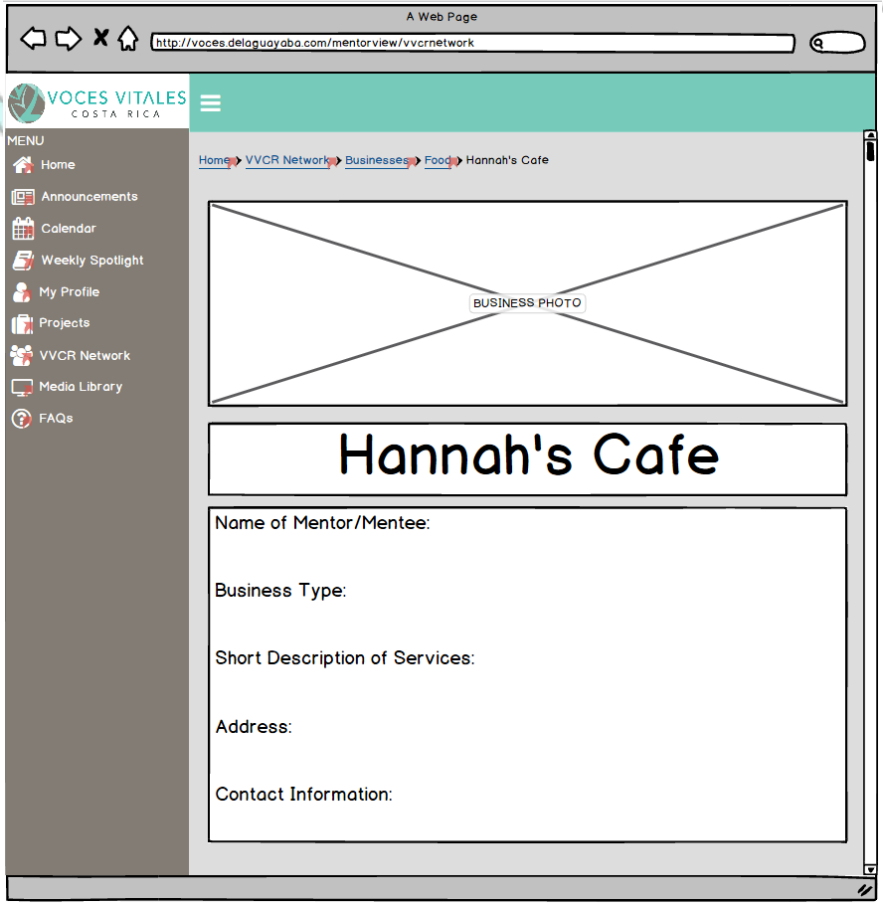 A Web Page
http://voces.delaguayaba.com/mentorview/vvcrnetwork
VOCES VITALES
COSTA RICA
MENU
Home
Announcements
Calendar
Weekly Spotlight
My Profile
Projects
VVCR Network
Media Library
FAQs
Home > VVCR Network > Businesses > Food > Hannah's Cafe
BUSINESS PHOTO
Hannah's Cafe
Name of Mentor/Mentee:
Business Type:
Short Description of Services:
Address:
Contact Information: